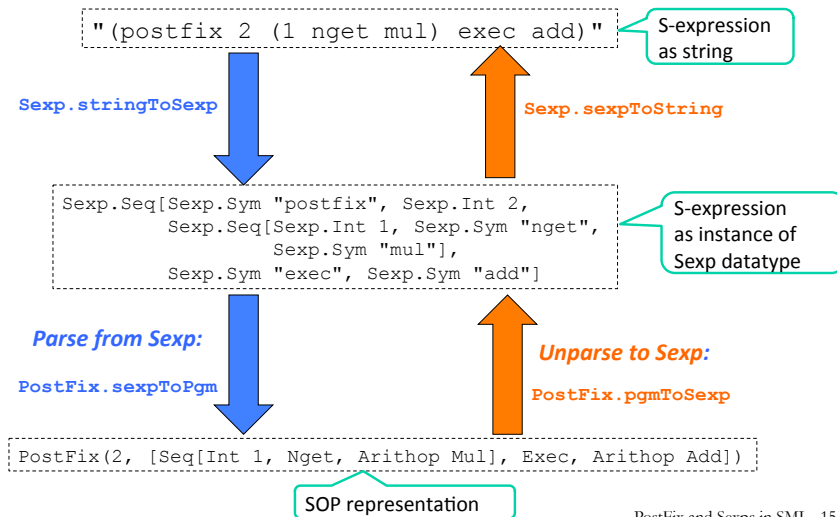 "(postfix 2 (1 nget mul) exec add)"
S-expression
as string
Sexp.stringToSexp
Sexp.sexpToString
Sexp.Seq[Sexp.Sym "postfix", Sexp.Int 2,
Sexp.Seq[Sexp.Int 1, Sexp.Sym "nget",
Sexp.Sym "mul"],
Sexp.Sym "exec", Sexp.Sym "add"]
S-expression
as instance of
Sexp datatype
Parse from Sexp:
PostFix.sexpToPgm
Unparse to Sexp:
PostFix.pgmToSexp
PostFix(2, [Seq[Int 1, Nget, Arithop Mul], Exec, Arithop Add])
SOP representation
PostFix and Sexps in SML 15